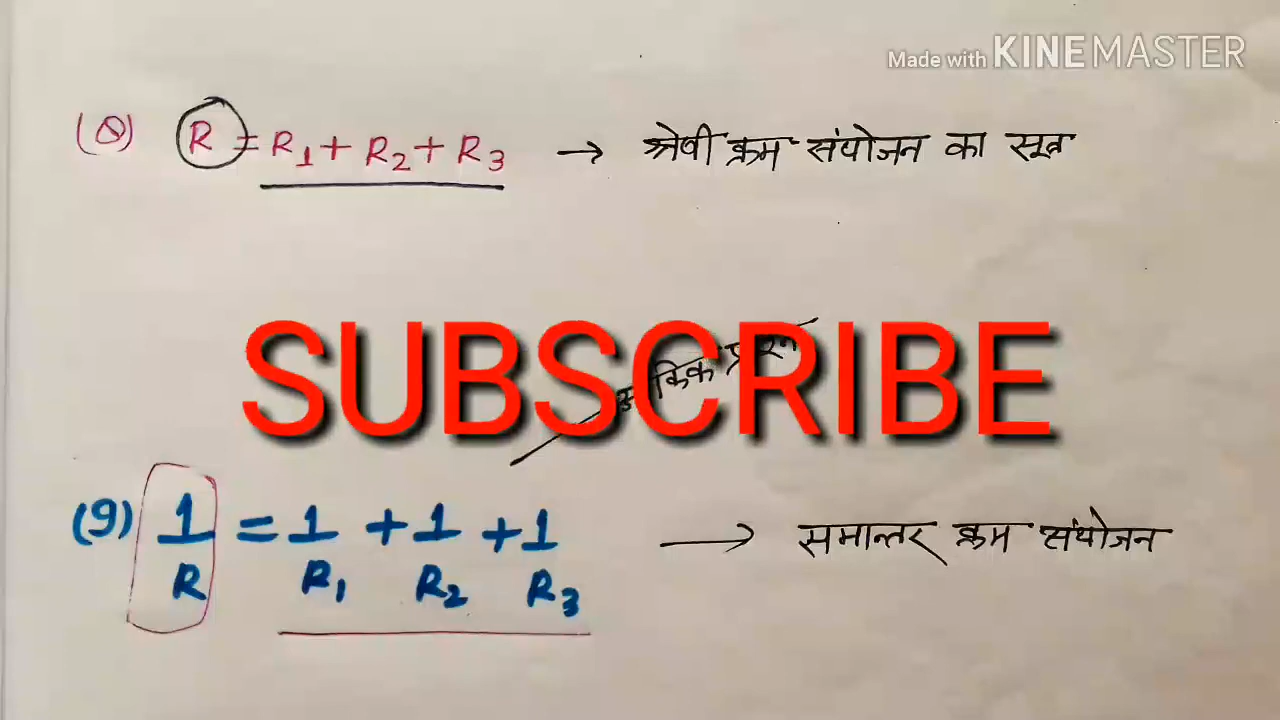 Made with KINEMASTER
(8) R = R1 + R2 + R3 → श्रेणी क्रम संयोजन का सूत्र
SUBSCRIBE
प्रश्न
(9) 1/R = 1/R1 + 1/R2 + 1/R3 → समान्तर क्रम संयोजन